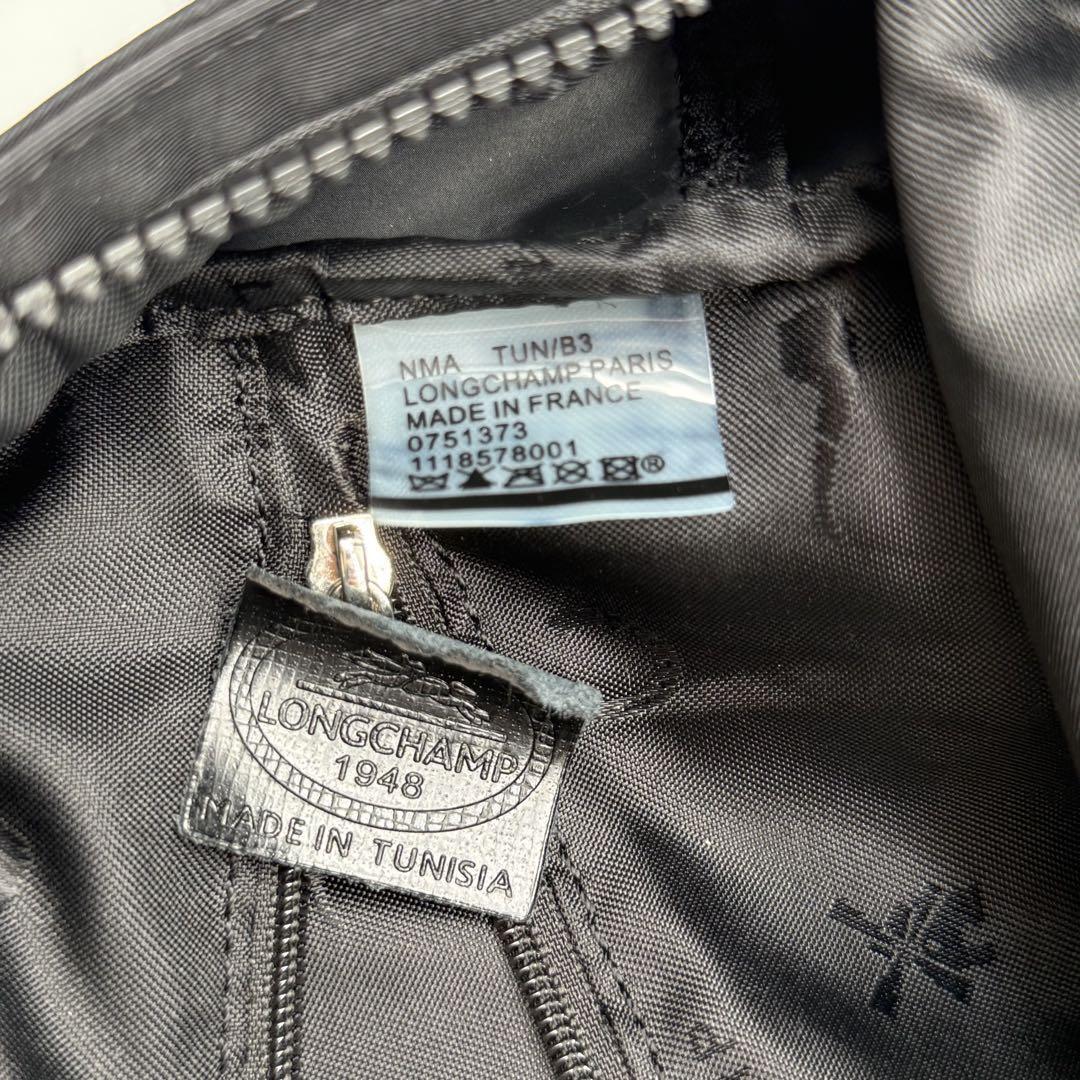 NMA TUN/B3
LONGCHAMP PARIS
MADE IN FRANCE
0751373
1118578001
®
LONGCHAMP
1948
MADE IN TUNISIA